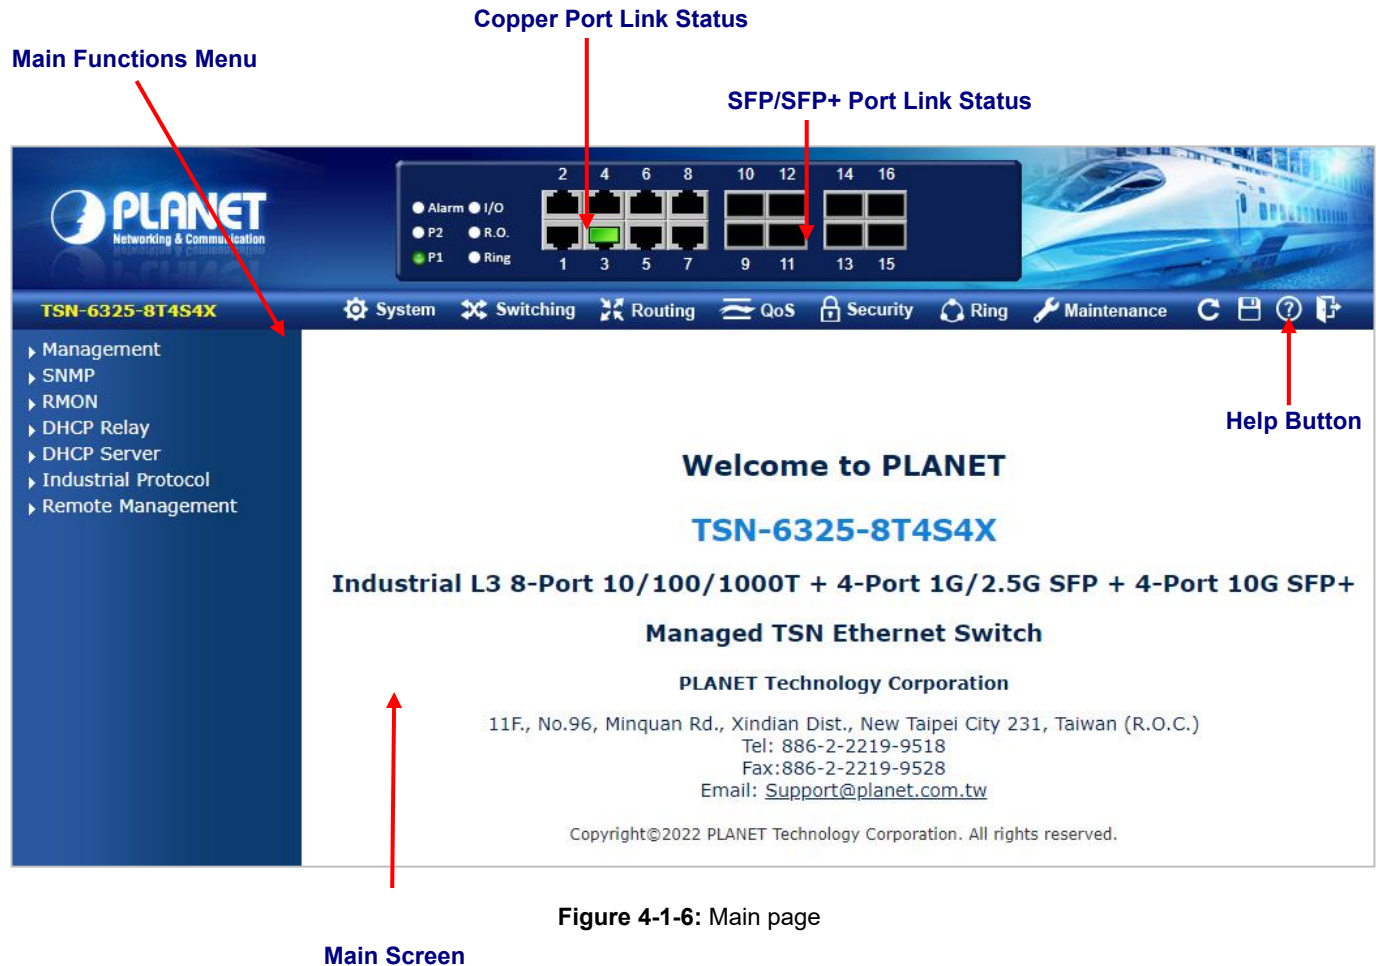 Copper Port Link Status
Main Functions Menu
SFP/SFP+ Port Link Status
2 4 6 8 10 12 14 16
PLANET
Networking & Communication
Alarm I/O
P2 R.O.
P1 Ring
1 3 5 7 9 11 13 15
TSN-6325-8T4S4X
System Switching Routing QoS Security Ring Maintenance
Management
SNMP
RMON
DHCP Relay
DHCP Server
Industrial Protocol
Remote Management
Help Button
Welcome to PLANET
TSN-6325-8T4S4X
Industrial L3 8-Port 10/100/1000T + 4-Port 1G/2.5G SFP + 4-Port 10G SFP+
Managed TSN Ethernet Switch
PLANET Technology Corporation
11F., No.96, Minquan Rd., Xindian Dist., New Taipei City 231, Taiwan (R.O.C.)
Tel: 886-2-2219-9518
Fax:886-2-2219-9528
Email: Support@planet.com.tw
Copyright©2022 PLANET Technology Corporation. All rights reserved.
Figure 4-1-6: Main page
Main Screen